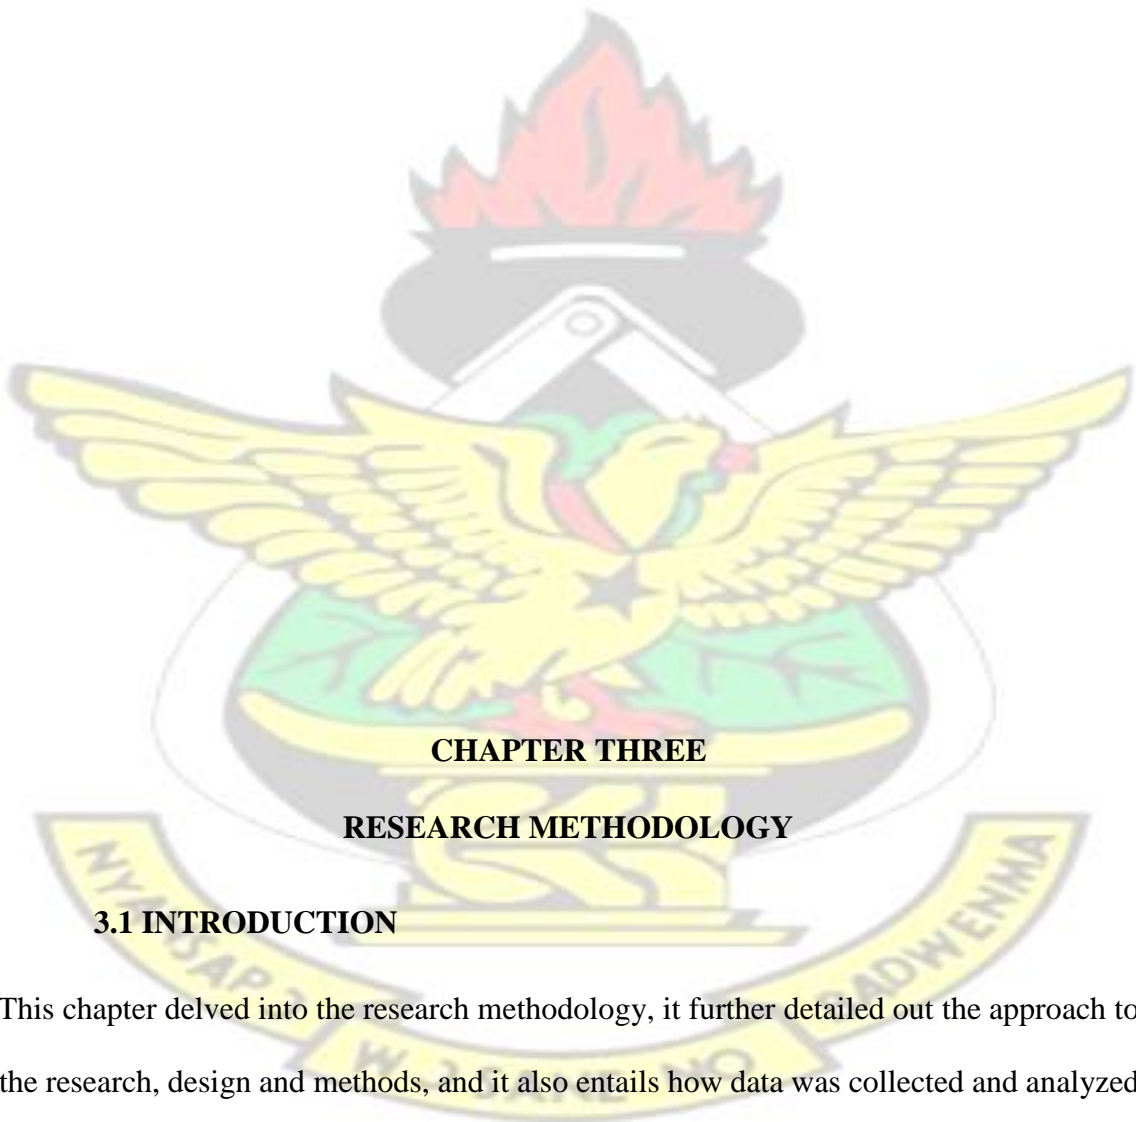 CHAPTER THREE
RESEARCH METHODOLOGY
3.1 INTRODUCTION
This chapter delved into the research methodology, it further detailed out the approach to
the research, design and methods, and it also entails how data was collected and analyzed
BADWENMA